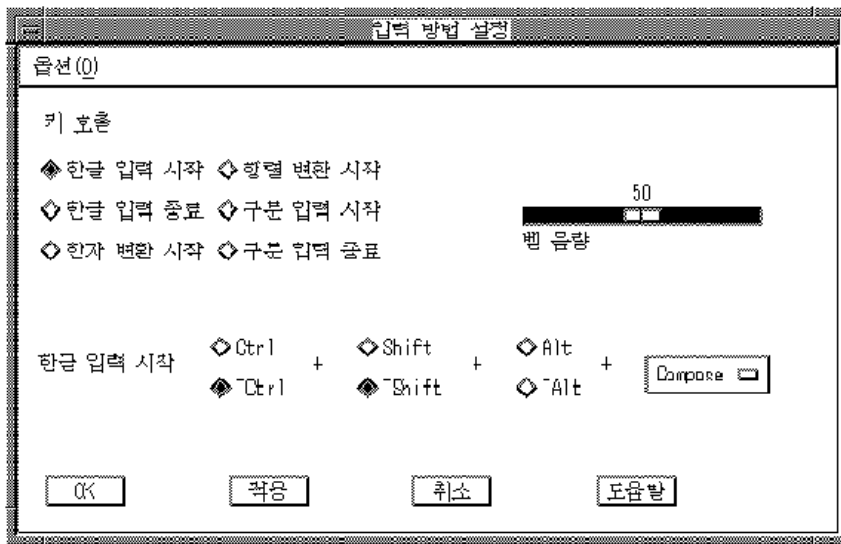 입력 방법 설정
옵션(O)
키 호출
한글 입력 시작 행렬 변환 시작
한글 입력 종료 구분 입력 시작
한자 변환 시작 구분 입력 종료
50
벨 음량
한글 입력 시작
Ctrl + Shift + Alt + Compose
~Ctrl ~Shift ~Alt
OK 적용 취소 도움말